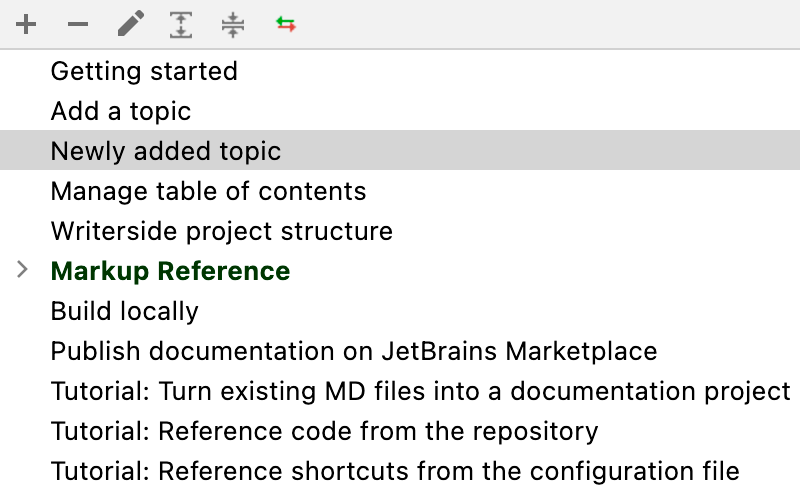 Getting started
Add a topic
Newly added topic
Manage table of contents
Writerside project structure
Markup Reference
Build locally
Publish documentation on JetBrains Marketplace
Tutorial: Turn existing MD files into a documentation project
Tutorial: Reference code from the repository
Tutorial: Reference shortcuts from the configuration file